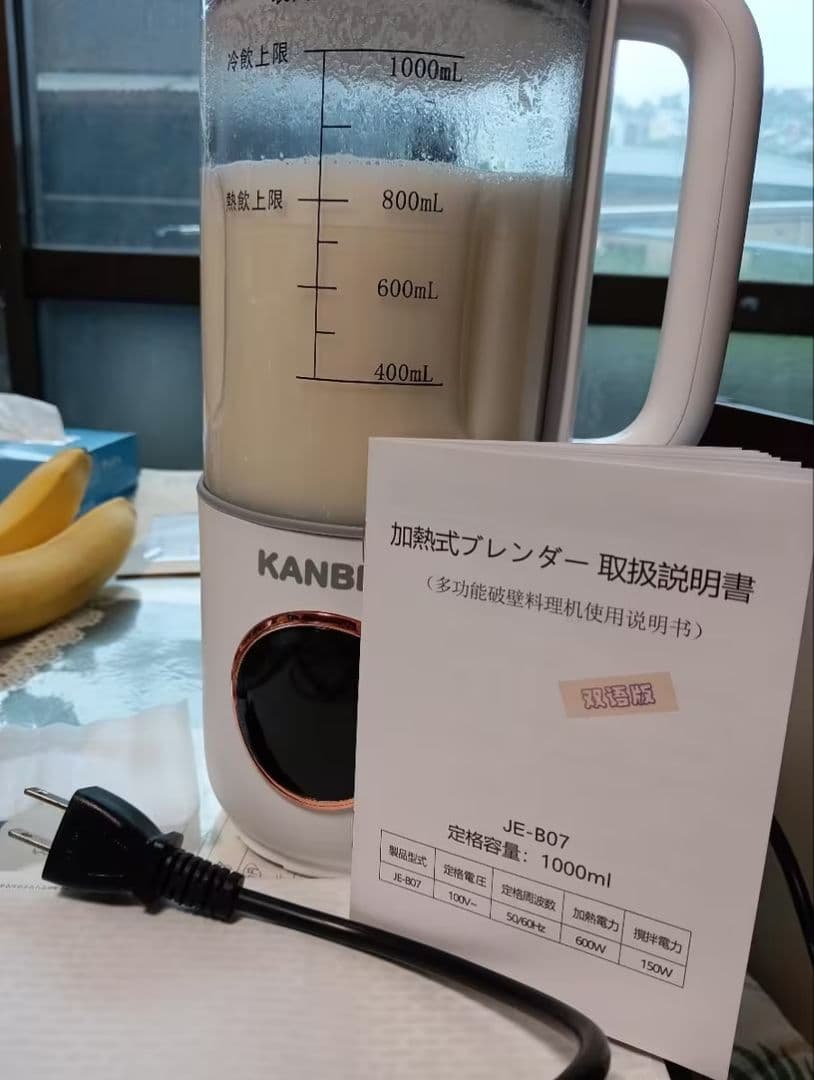 冷飲上限
1000mL
熱飲上限
800mL
600mL
400mL
KANB
加熱式ブレンダー 取扱説明書
（多功能破壁料理机使用说明书）
双语版
JE-B07
定格容量：1000ml
製品型式 定格電圧 定格周波数 加熱電力 攪拌電力
JE-B07 100V~ 50/60Hz 600W 150W